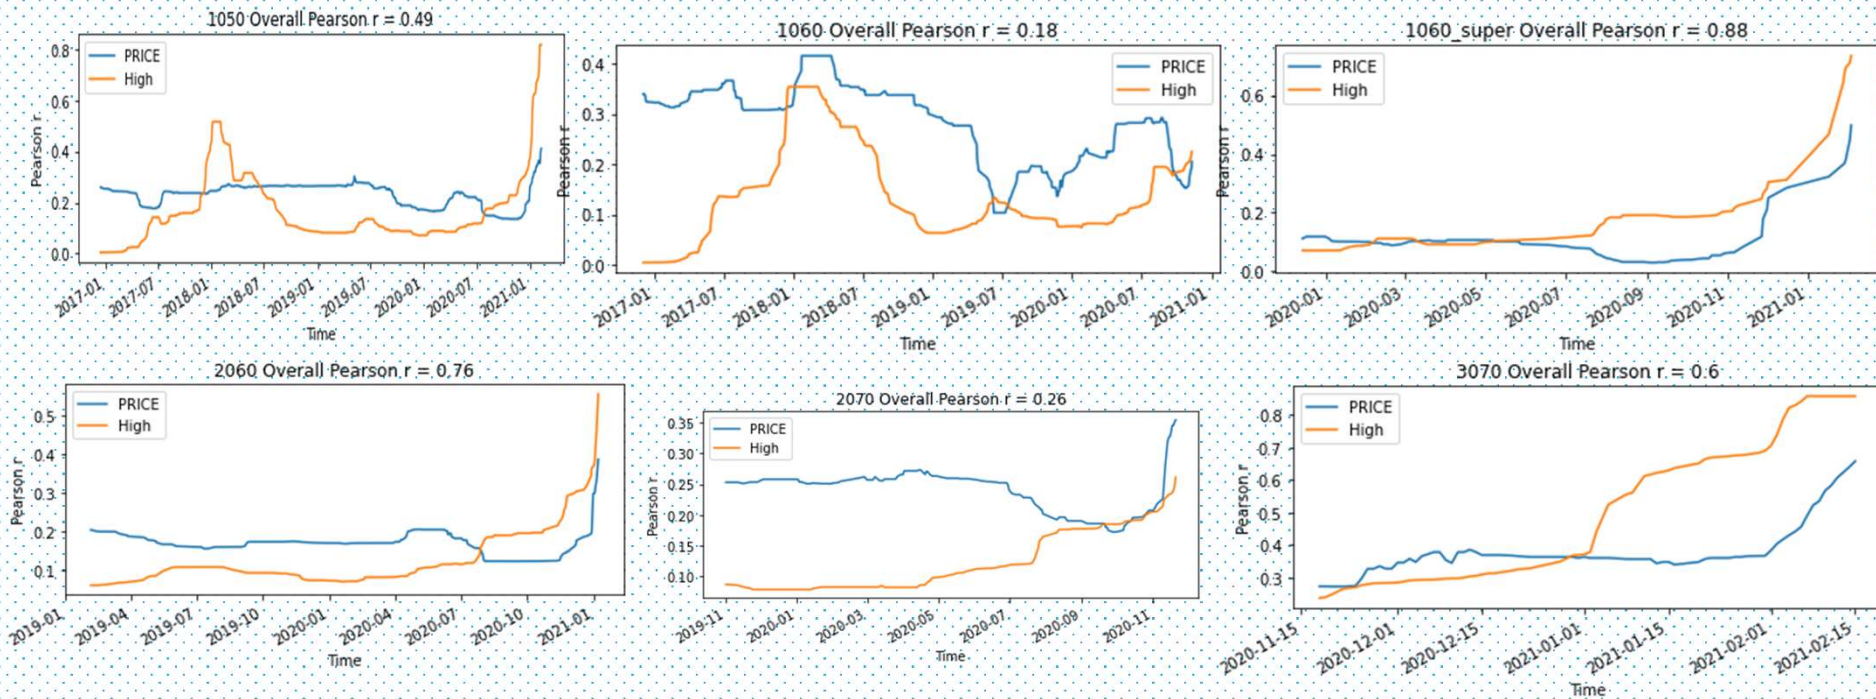 1050 Overall Pearson r = 0.49
PRICE
High
0.8
0.6
0.4
0.2
0.0
Pearson r
2017-01
2017-07
2018-01
2018-07
2019-01
2019-07
2020-01
2020-07
2021-01
Time
1060 Overall Pearson r = 0.18
PRICE
High
0.4
0.3
0.2
0.1
0.0
Pearson r
2017-01
2017-07
2018-01
2018-07
2019-01
2019-07
2020-01
2020-07
2021-01
Time
1060_super Overall Pearson r = 0.88
PRICE
High
0.6
0.4
0.2
0.0
Pearson r
2020-01
2020-03
2020-05
2020-07
2020-09
2020-11
2021-01
Time
2060 Overall Pearson r = 0.76
PRICE
High
0.5
0.4
0.3
0.2
0.1
Pearson r
2019-01
2019-04
2019-07
2019-10
2020-01
2020-04
2020-07
2020-10
2021-01
Time
2070 Overall Pearson r = 0.26
PRICE
High
0.35
0.30
0.25
0.20
0.15
0.10
Pearson r
2019-11
2020-01
2020-03
2020-05
2020-07
2020-09
2020-11
Time
3070 Overall Pearson r = 0.6
PRICE
High
0.8
0.7
0.6
0.5
0.4
0.3
Pearson r
2020-11-15
2020-12-01
2020-12-15
2021-01-01
2021-01-15
2021-02-01
2021-02-15
Time